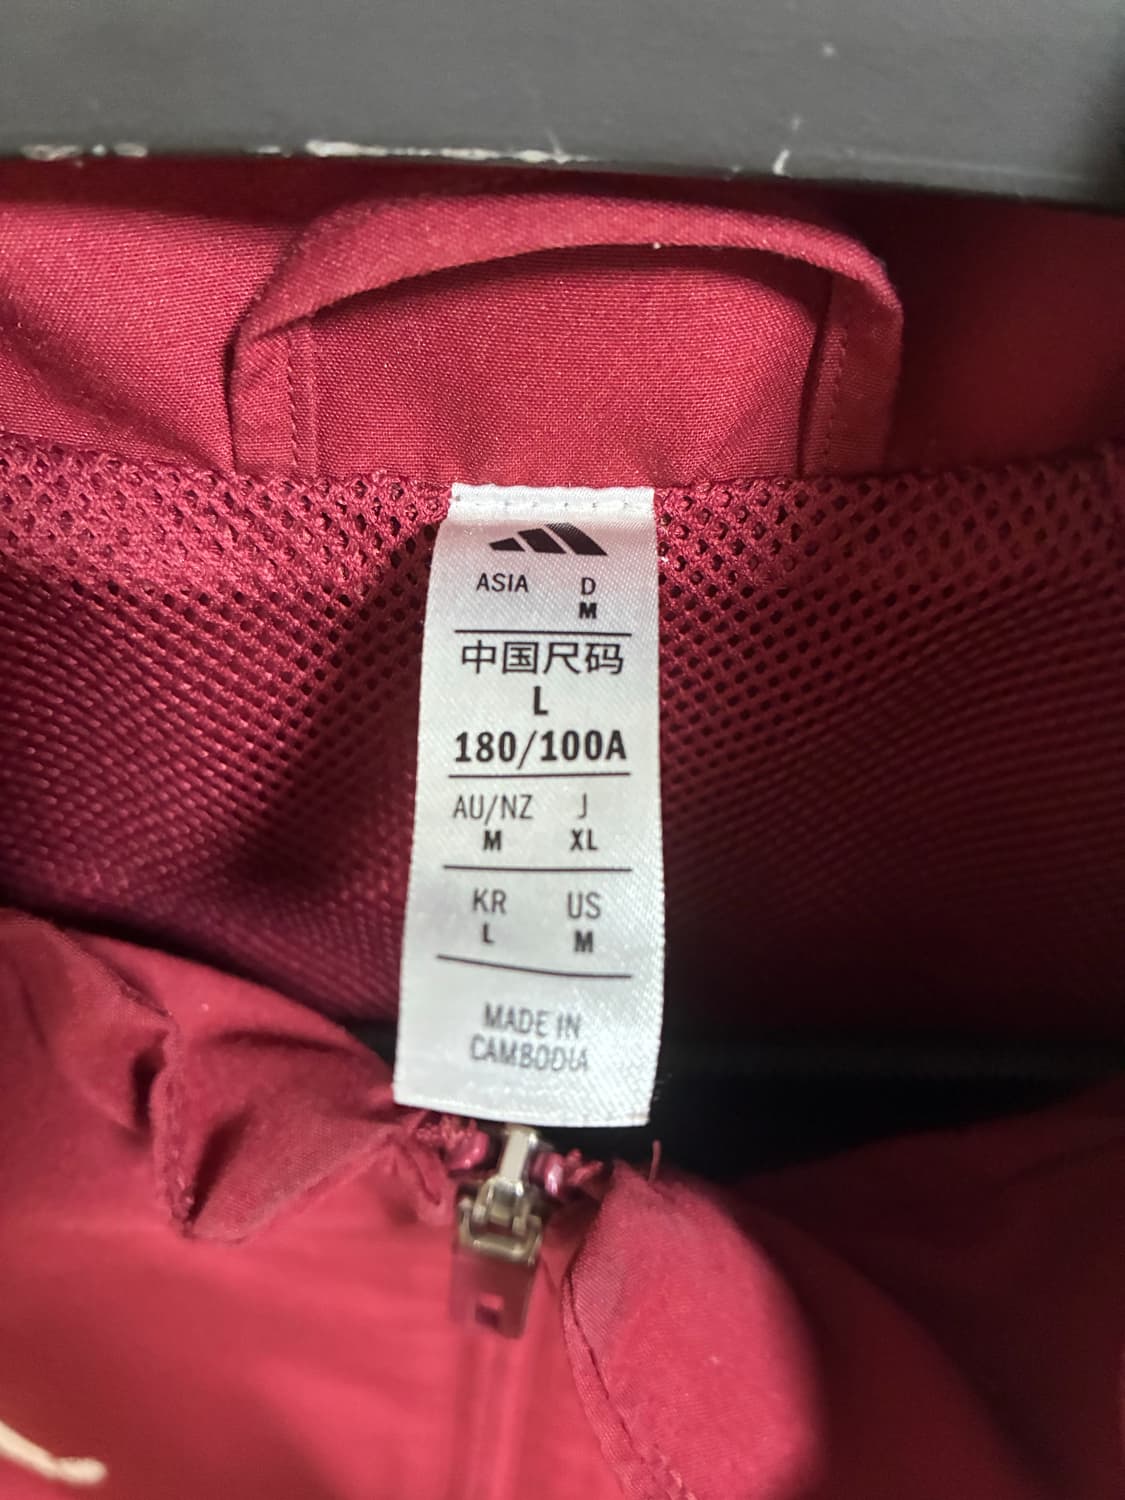 ASIA D
M
中国尺码
L
180/100A
AU/NZ J
M XL
KR US
L M
MADE IN
CAMBODIA